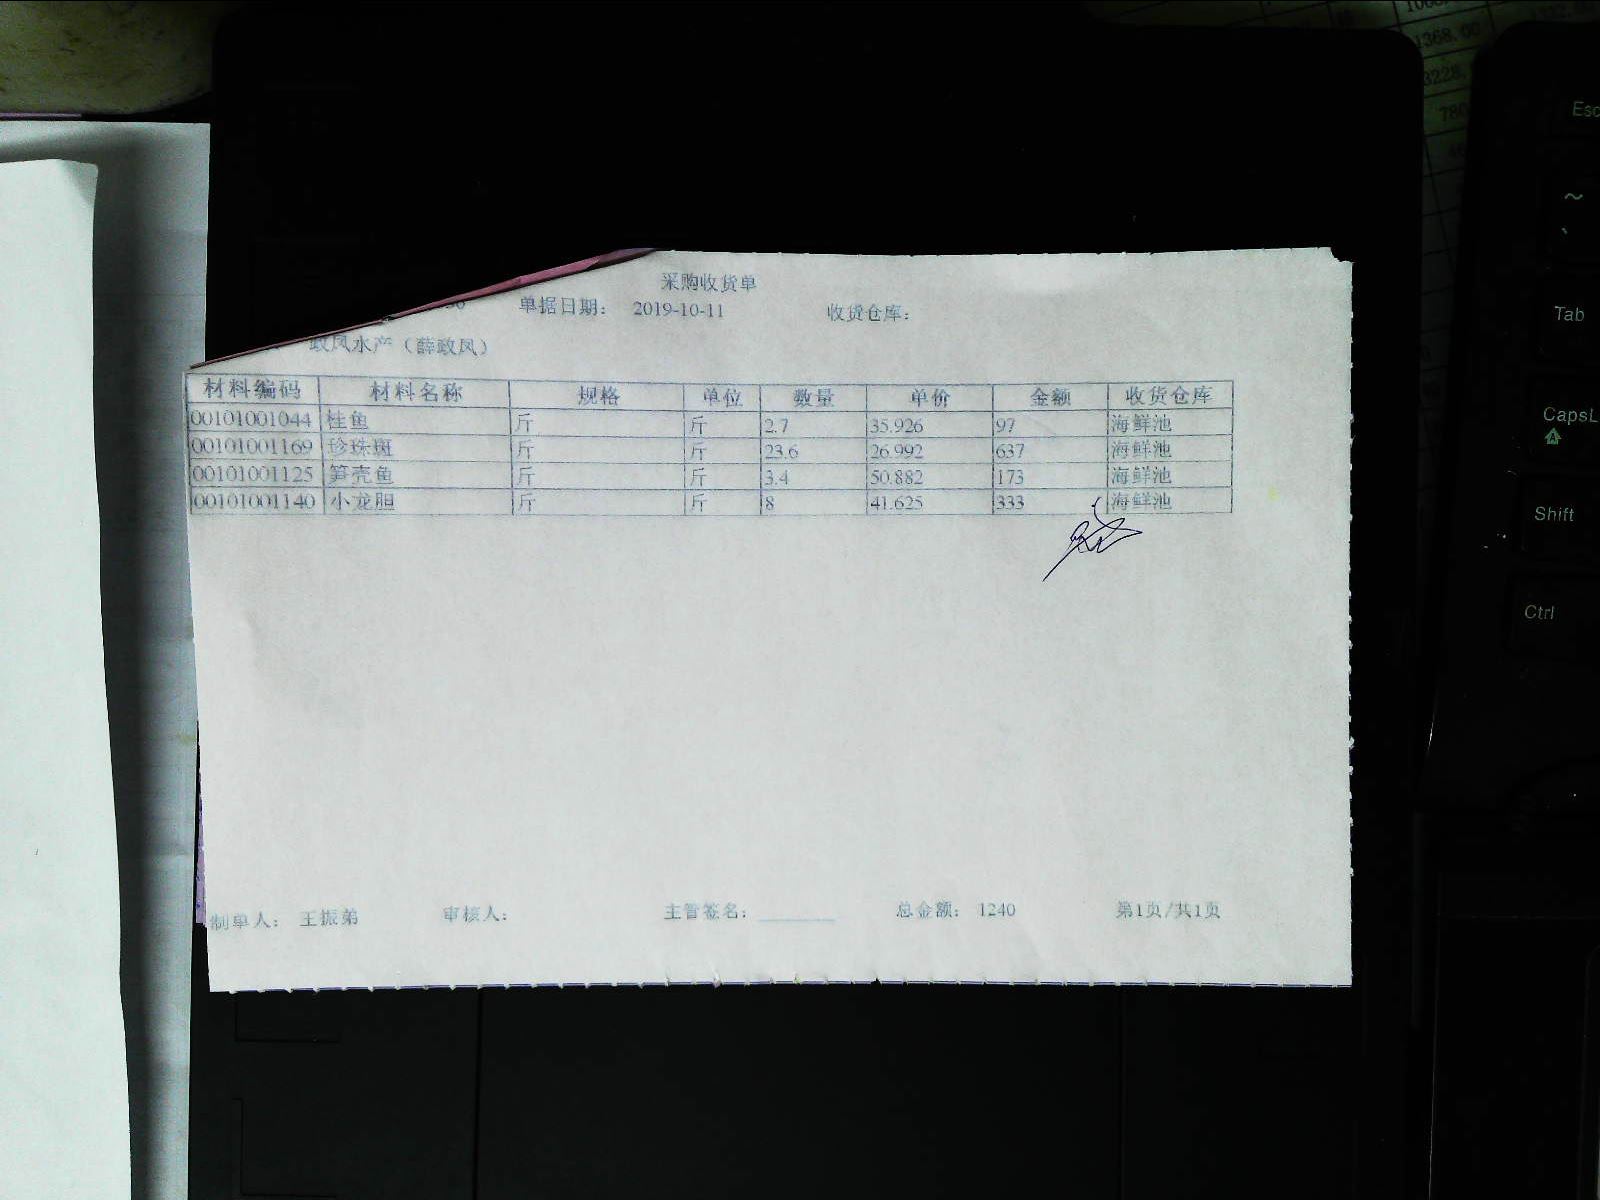 采购收货单
单据日期： 2019-10-11 收货仓库：
政凤水产（薛政凤）
材料编码 材料名称 规格 单位 数量 单价 金额 收货仓库
00101001044 桂鱼 斤 斤 2.7 35.926 97 海鲜池
00101001169 珍珠斑 斤 斤 23.6 26.992 637 海鲜池
00101001125 笋壳鱼 斤 斤 3.4 50.882 173 海鲜池
00101001140 小龙胆 斤 斤 8 41.625 333 海鲜池
制单人： 王振弟 审核人： 主管签名： 总金额： 1240 第1页/共1页
Esc
~
Tab
CapsL
Shift
Ctrl
1368.00
3228.
780